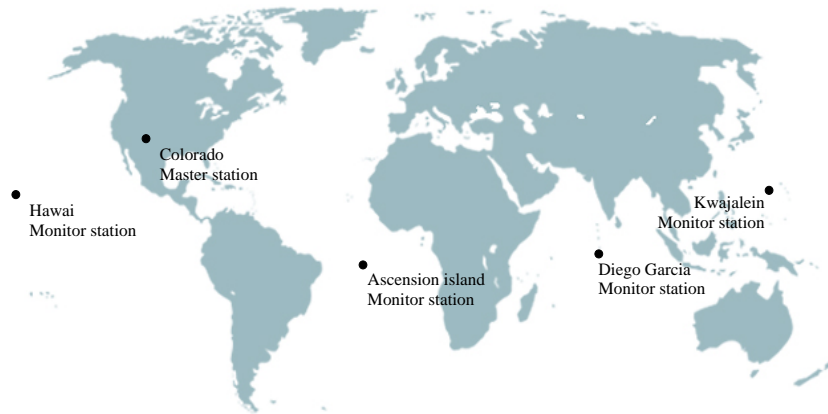 Colorado
Master station
Hawai
Monitor station
Kwajalein
Monitor station
Ascension island
Monitor station
Diego Garcia
Monitor station